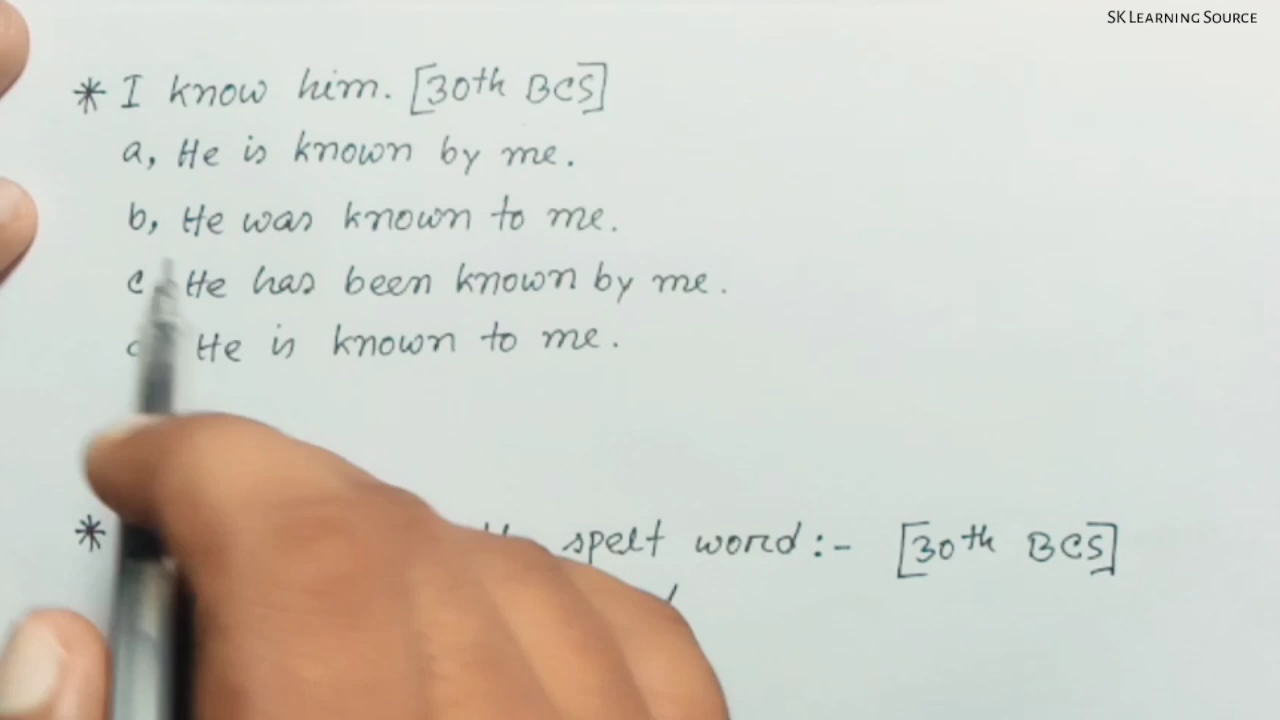 SK LEARNING SOURCE
* I know him. [30th BCS]
a, He is known by me.
b, He was known to me.
c, He has been known by me.
He is known to me.
* spelt word:- [30th BCS]